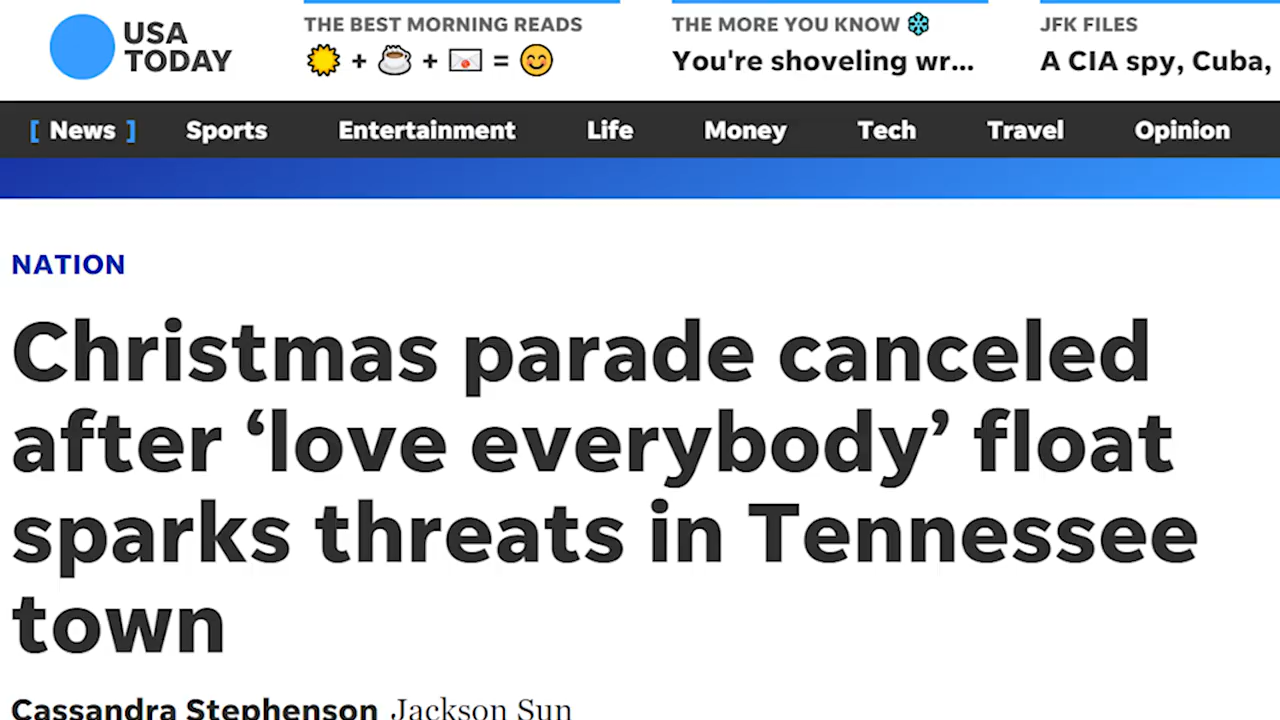 USA TODAY
THE BEST MORNING READS
+ + =
THE MORE YOU KNOW
You're shoveling wr...
JFK FILES
A CIA spy, Cuba,
[ News ] Sports Entertainment Life Money Tech Travel Opinion
NATION
Christmas parade canceled
after ‘love everybody’ float
sparks threats in Tennessee
town
Cassandra Stephenson Jackson Sun